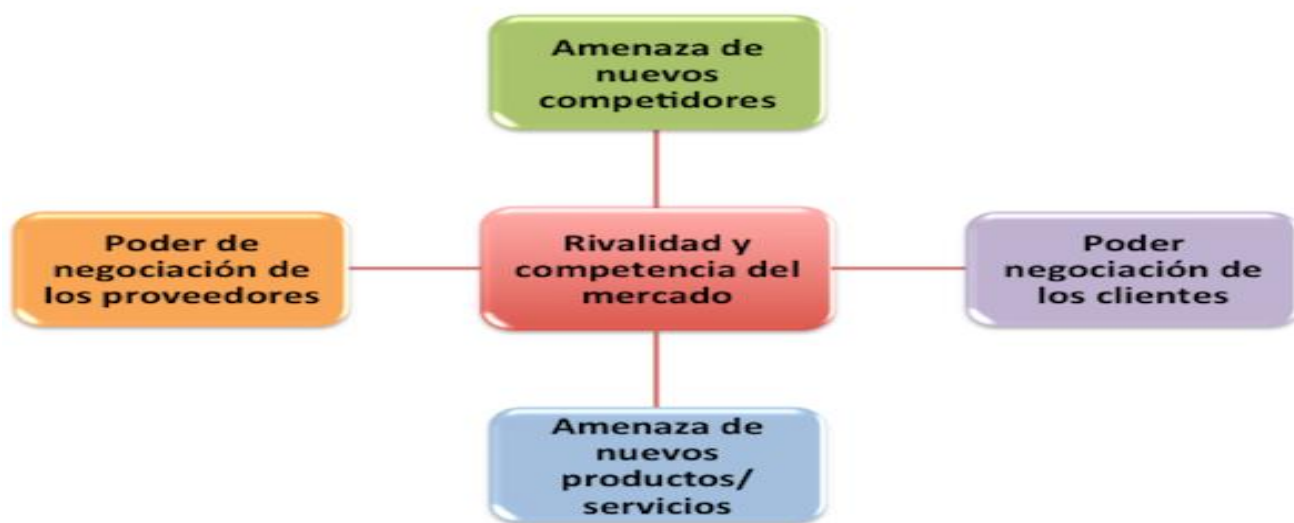 Amenaza de
nuevos
competidores
Poder de
negociación de
los proveedores
Rivalidad y
competencia del
mercado
Poder
negociación de
los clientes
Amenaza de
nuevos
productos/
servicios